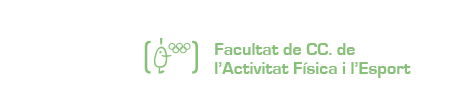 Facultat de CC. de
l'Activitat Física i l'Esport